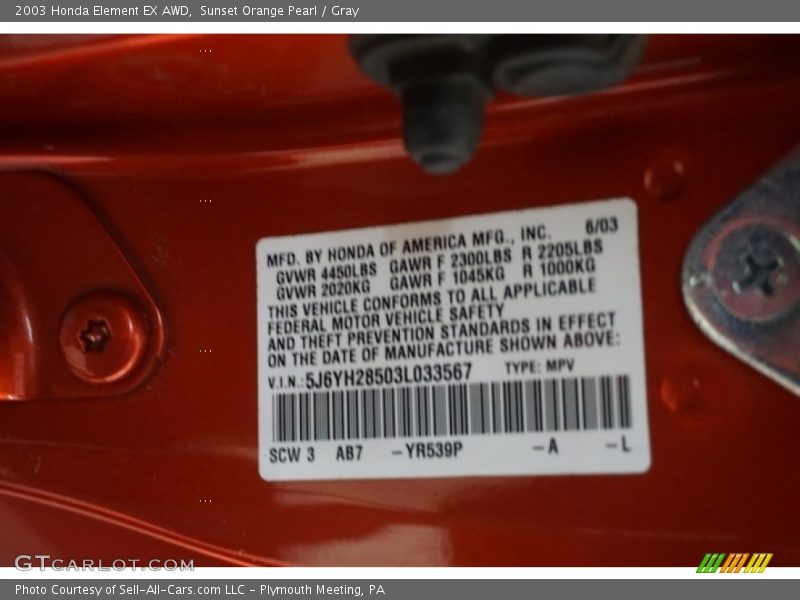 2003 Honda Element EX AWD,  Sunset Orange Pearl / Gray
MFD. BY HONDA OF AMERICA MFG., INC. 6/03
GVWR 4450LBS GAWR F 2300LBS R 2205LBS
GVWR 2020KG GAWR F 1045KG R 1000KG
THIS VEHICLE CONFORMS TO ALL APPLICABLE
FEDERAL MOTOR VEHICLE SAFETY
AND THEFT PREVENTION STANDARDS IN EFFECT
ON THE DATE OF MANUFACTURE SHOWN ABOVE:
V.I.N.: 5J6YH28503L033567 TYPE: MPV
SCW 3 AB7 -YR539P -A -L
GTCARLOT.COM
Photo Courtesy of Sell-All-Cars.com LLC - Plymouth Meeting, PA